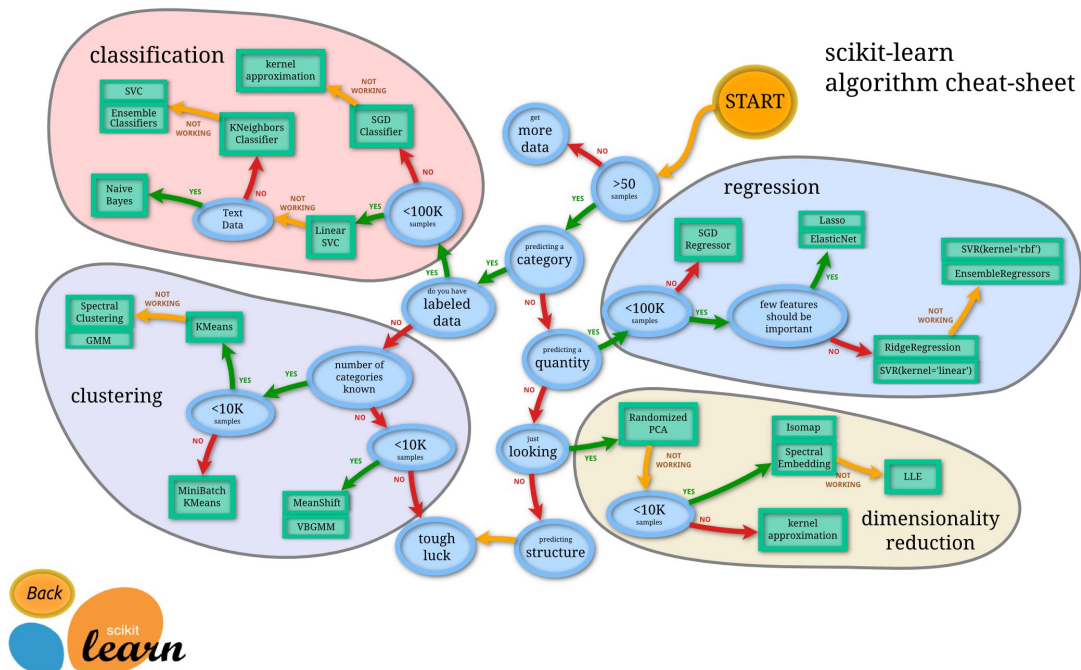 scikit-learn
algorithm cheat-sheet
START
classification
kernel
approximation
NOT
WORKING
SVC
Ensemble
Classifiers
NOT
WORKING
KNeighbors
Classifier
SGD
Classifier
NO
YES
NO
Naive
Bayes
YES
Text
Data
NOT
WORKING
Linear
SVC
YES
<100K
samples
get
more
data
NO
>50
samples
YES
predicting a
category
YES
NO
do you have
labeled
data
NO
predicting a
quantity
YES
NO
just
looking
YES
NO
predicting
structure
tough
luck
regression
SGD
Regressor
NO
<100K
samples
YES
Lasso
ElasticNet
YES
few features
should be
important
NO
SVR(kernel='rbf')
EnsembleRegressors
NOT
WORKING
RidgeRegression
SVR(kernel='linear')
clustering
Spectral
Clustering
GMM
NOT
WORKING
KMeans
YES
<10K
samples
NO
MiniBatch
KMeans
number of
categories
known
YES
NO
<10K
samples
YES
NO
MeanShift
VBGMM
Randomized
PCA
NOT
WORKING
<10K
samples
YES
NO
Isomap
Spectral
Embedding
NOT
WORKING
LLE
kernel
approximation
dimensionality
reduction
Back
scikit
learn